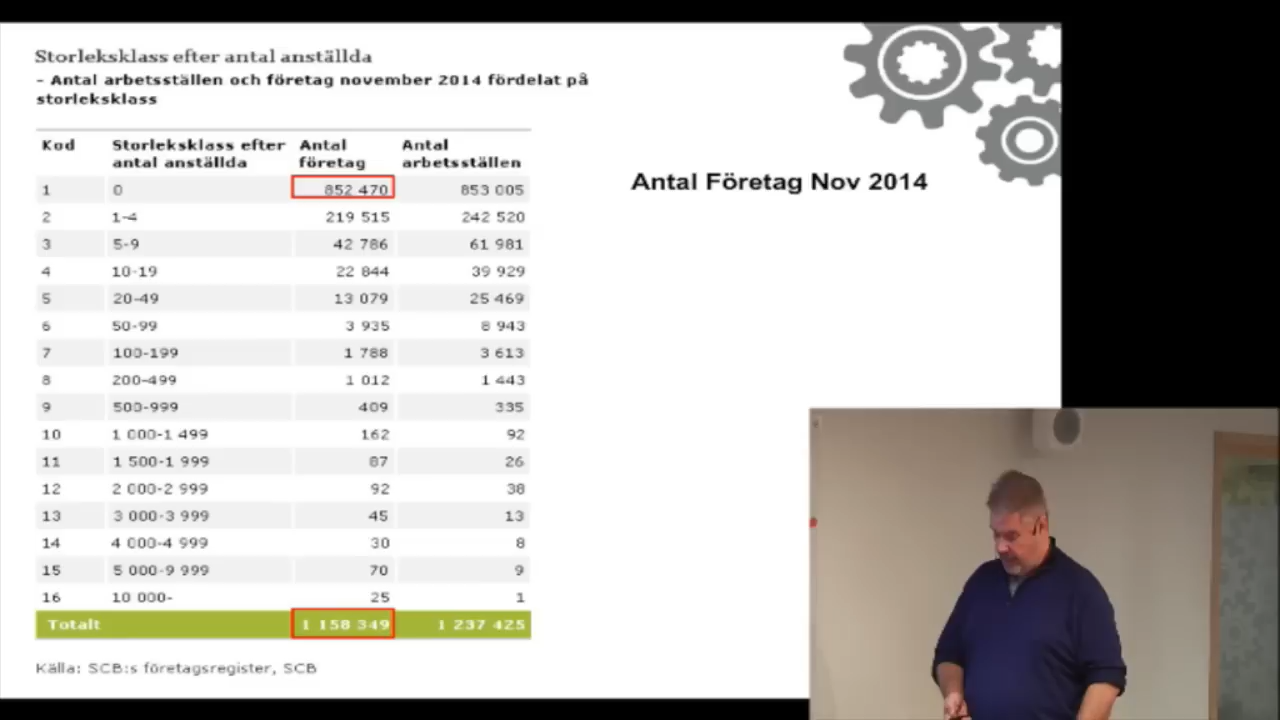 Storleksklass efter antal anställda
- Antal arbetsställen och företag november 2014 fördelat på
storleksklass
Kod Storleksklass efter antal anställda Antal företag Antal arbetsställen
1 0 852 470 853 005
2 1-4 219 515 242 520
3 5-9 42 786 61 981
4 10-19 22 844 39 929
5 20-49 13 079 25 469
6 50-99 3 935 8 943
7 100-199 1 788 3 613
8 200-499 1 012 1 443
9 500-999 409 335
10 1 000-1 499 162 92
11 1 500-1 999 87 26
12 2 000-2 999 92 38
13 3 000-3 999 45 13
14 4 000-4 999 30 8
15 5 000-9 999 70 9
16 10 000- 25 1
Totalt 1 158 349 1 237 425
Källa: SCB:s företagsregister, SCB
Antal Företag Nov 2014